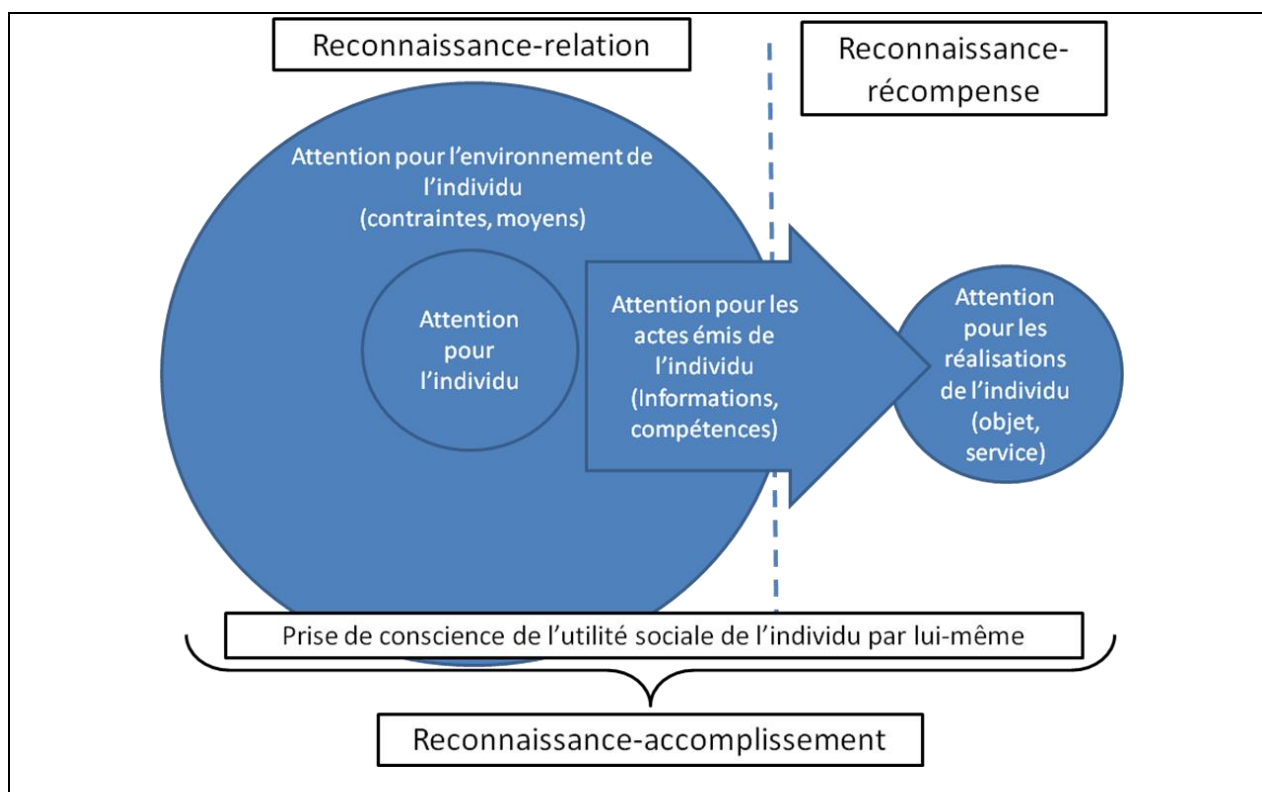 Reconnaissance-relation
Reconnaissance-
récompense
Attention pour l'environnement de
l'individu
(contraintes, moyens)
Attention
pour
l'individu
Attention pour les
actes émis de
l'individu
(Informations,
compétences)
Attention
pour les
réalisations
de l'individu
(objet,
service)
Prise de conscience de l'utilité sociale de l'individu par lui-même
Reconnaissance-accomplissement